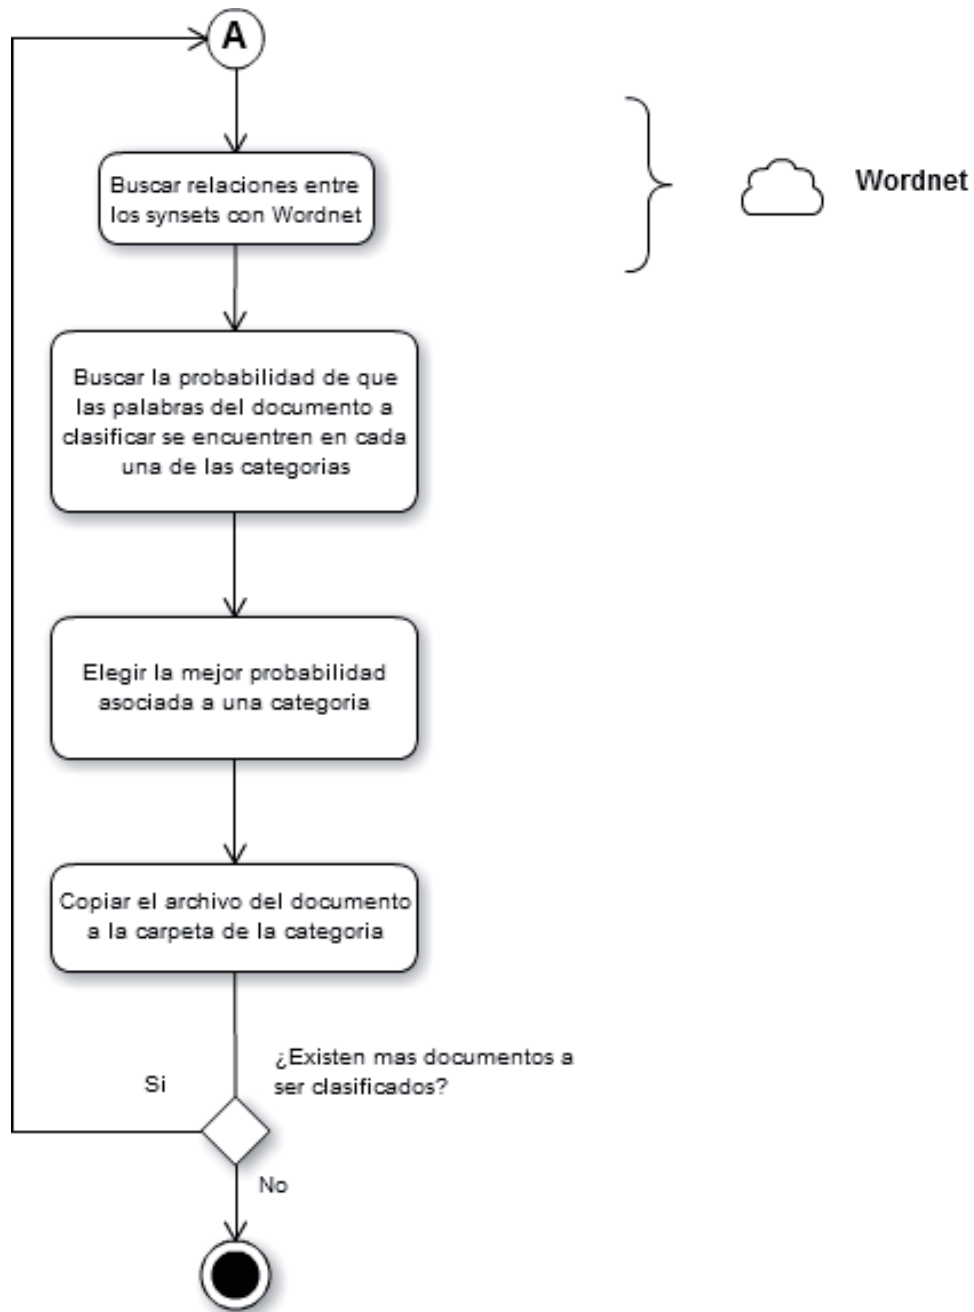 A
Buscar relaciones entre
los synsets con Wordnet
Wordnet
Buscar la probabilidad de que
las palabras del documento a
clasificar se encuentren en cada
una de las categorias
Elegir la mejor probabilidad
asociada a una categoria
Copiar el archivo del documento
a la carpeta de la categoria
¿Existen mas documentos a
ser clasificados?
Si
No